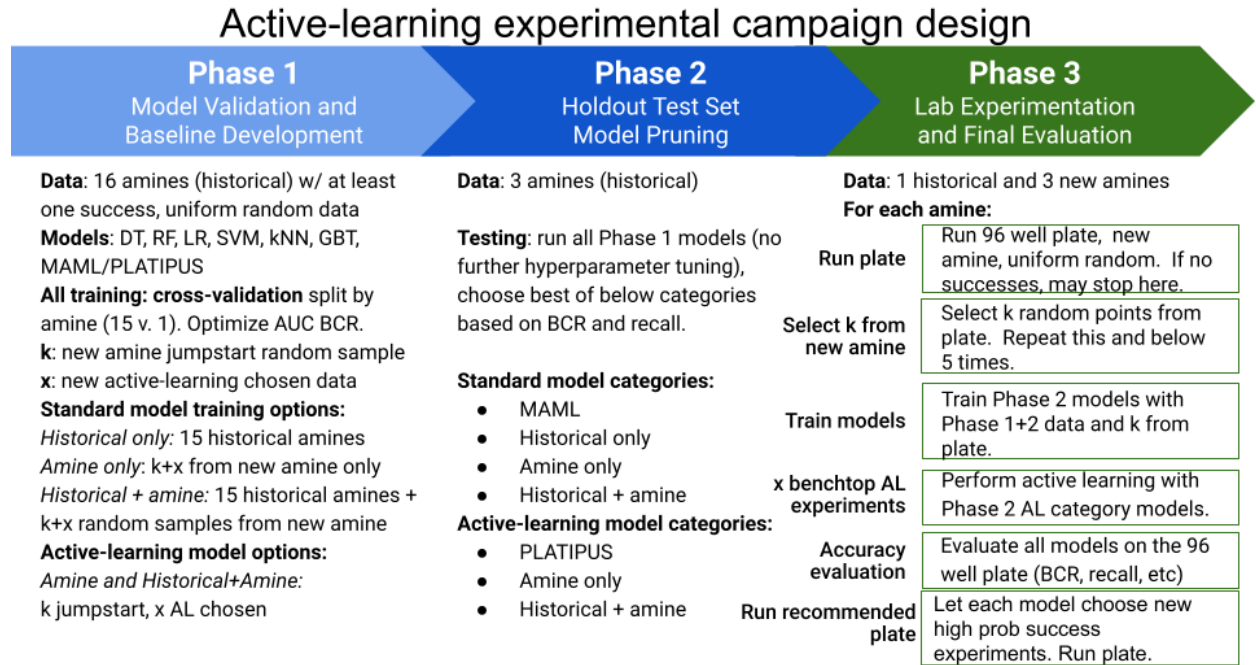 Active-learning experimental campaign design
Phase 1
Model Validation and
Baseline Development
Phase 2
Holdout Test Set
Model Pruning
Phase 3
Lab Experimentation
and Final Evaluation
Data: 16 amines (historical) w/ at least
one success, uniform random data
Models: DT, RF, LR, SVM, kNN, GBT,
MAML/PLATIPUS
All training: cross-validation split by
amine (15 v. 1). Optimize AUC BCR.
k: new amine jumpstart random sample
x: new active-learning chosen data
Standard model training options:
Historical only: 15 historical amines
Amine only: k+x from new amine only
Historical + amine: 15 historical amines +
k+x random samples from new amine
Active-learning model options:
Amine and Historical+Amine:
k jumpstart, x AL chosen
Data: 3 amines (historical)
Testing: run all Phase 1 models (no
further hyperparameter tuning),
choose best of below categories
based on BCR and recall.
Standard model categories:
● MAML
● Historical only
● Amine only
● Historical + amine
Active-learning model categories:
● PLATIPUS
● Amine only
● Historical + amine
Data: 1 historical and 3 new amines
For each amine:
Run plate
Run 96 well plate, new
amine, uniform random. If no
successes, may stop here.
Select k from
new amine
Select k random points from
plate. Repeat this and below
5 times.
Train models
Train Phase 2 models with
Phase 1+2 data and k from
plate.
x benchtop AL
experiments
Perform active learning with
Phase 2 AL category models.
Accuracy
evaluation
Evaluate all models on the 96
well plate (BCR, recall, etc)
Run recommended
plate
Let each model choose new
high prob success
experiments. Run plate.